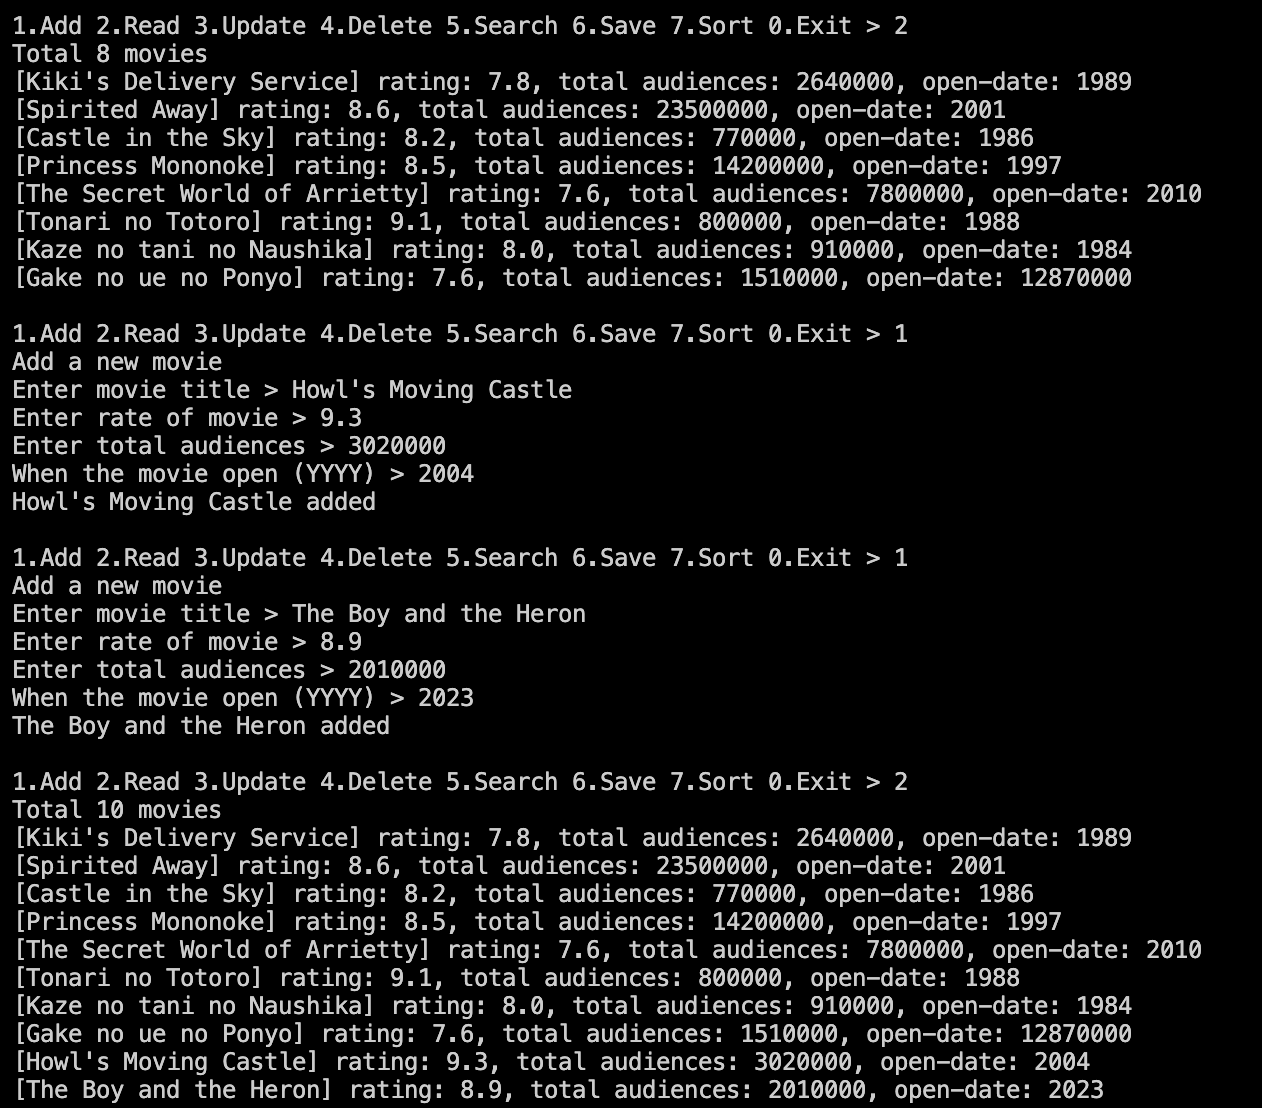 1.Add 2.Read 3.Update 4.Delete 5.Search 6.Save 7.Sort 0.Exit > 2
Total 8 movies
[Kiki's Delivery Service] rating: 7.8, total audiences: 2640000, open-date: 1989
[Spirited Away] rating: 8.6, total audiences: 23500000, open-date: 2001
[Castle in the Sky] rating: 8.2, total audiences: 770000, open-date: 1986
[Princess Mononoke] rating: 8.5, total audiences: 14200000, open-date: 1997
[The Secret World of Arrietty] rating: 7.6, total audiences: 7800000, open-date: 2010
[Tonari no Totoro] rating: 9.1, total audiences: 800000, open-date: 1988
[Kaze no tani no Naushika] rating: 8.0, total audiences: 910000, open-date: 1984
[Gake no ue no Ponyo] rating: 7.6, total audiences: 1510000, open-date: 12870000
1.Add 2.Read 3.Update 4.Delete 5.Search 6.Save 7.Sort 0.Exit > 1
Add a new movie
Enter movie title > Howl's Moving Castle
Enter rate of movie > 9.3
Enter total audiences > 3020000
When the movie open (YYYY) > 2004
Howl's Moving Castle added
1.Add 2.Read 3.Update 4.Delete 5.Search 6.Save 7.Sort 0.Exit > 1
Add a new movie
Enter movie title > The Boy and the Heron
Enter rate of movie > 8.9
Enter total audiences > 2010000
When the movie open (YYYY) > 2023
The Boy and the Heron added
1.Add 2.Read 3.Update 4.Delete 5.Search 6.Save 7.Sort 0.Exit > 2
Total 10 movies
[Kiki's Delivery Service] rating: 7.8, total audiences: 2640000, open-date: 1989
[Spirited Away] rating: 8.6, total audiences: 23500000, open-date: 2001
[Castle in the Sky] rating: 8.2, total audiences: 770000, open-date: 1986
[Princess Mononoke] rating: 8.5, total audiences: 14200000, open-date: 1997
[The Secret World of Arrietty] rating: 7.6, total audiences: 7800000, open-date: 2010
[Tonari no Totoro] rating: 9.1, total audiences: 800000, open-date: 1988
[Kaze no tani no Naushika] rating: 8.0, total audiences: 910000, open-date: 1984
[Gake no ue no Ponyo] rating: 7.6, total audiences: 1510000, open-date: 12870000
[Howl's Moving Castle] rating: 9.3, total audiences: 3020000, open-date: 2004
[The Boy and the Heron] rating: 8.9, total audiences: 2010000, open-date: 2023